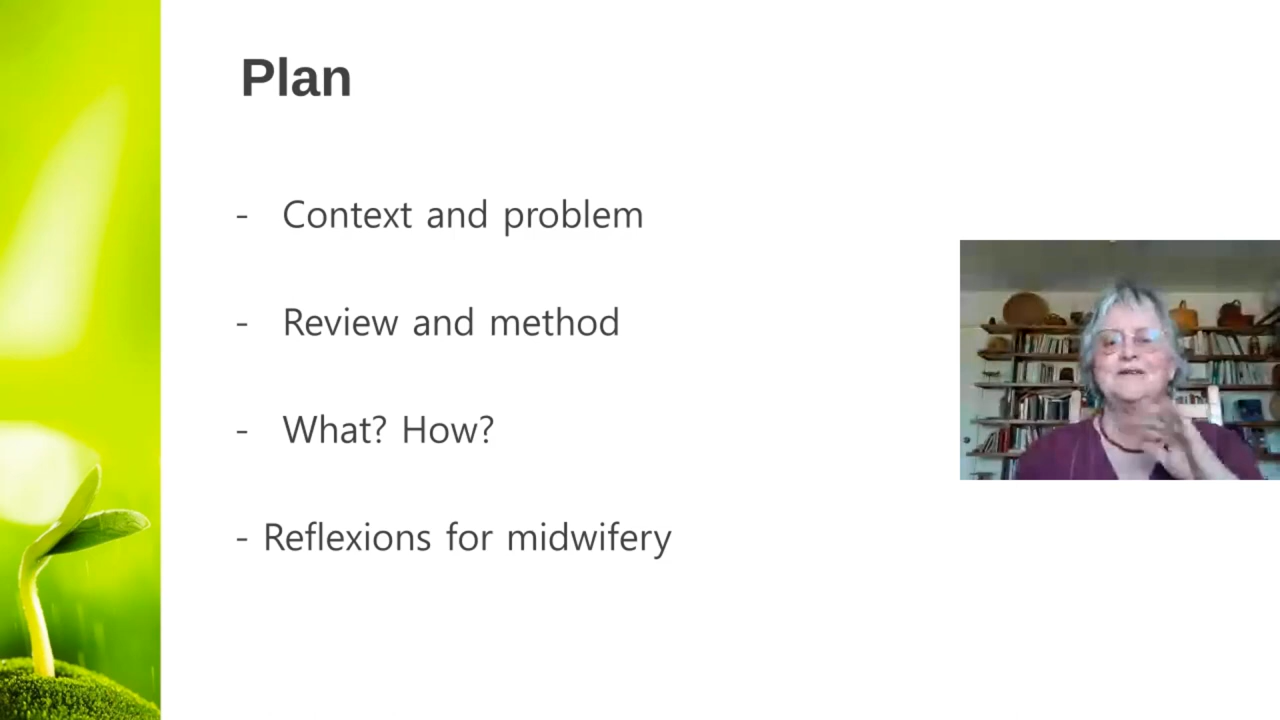 Plan
- Context and problem
- Review and method
- What? How?
- Reflexions for midwifery